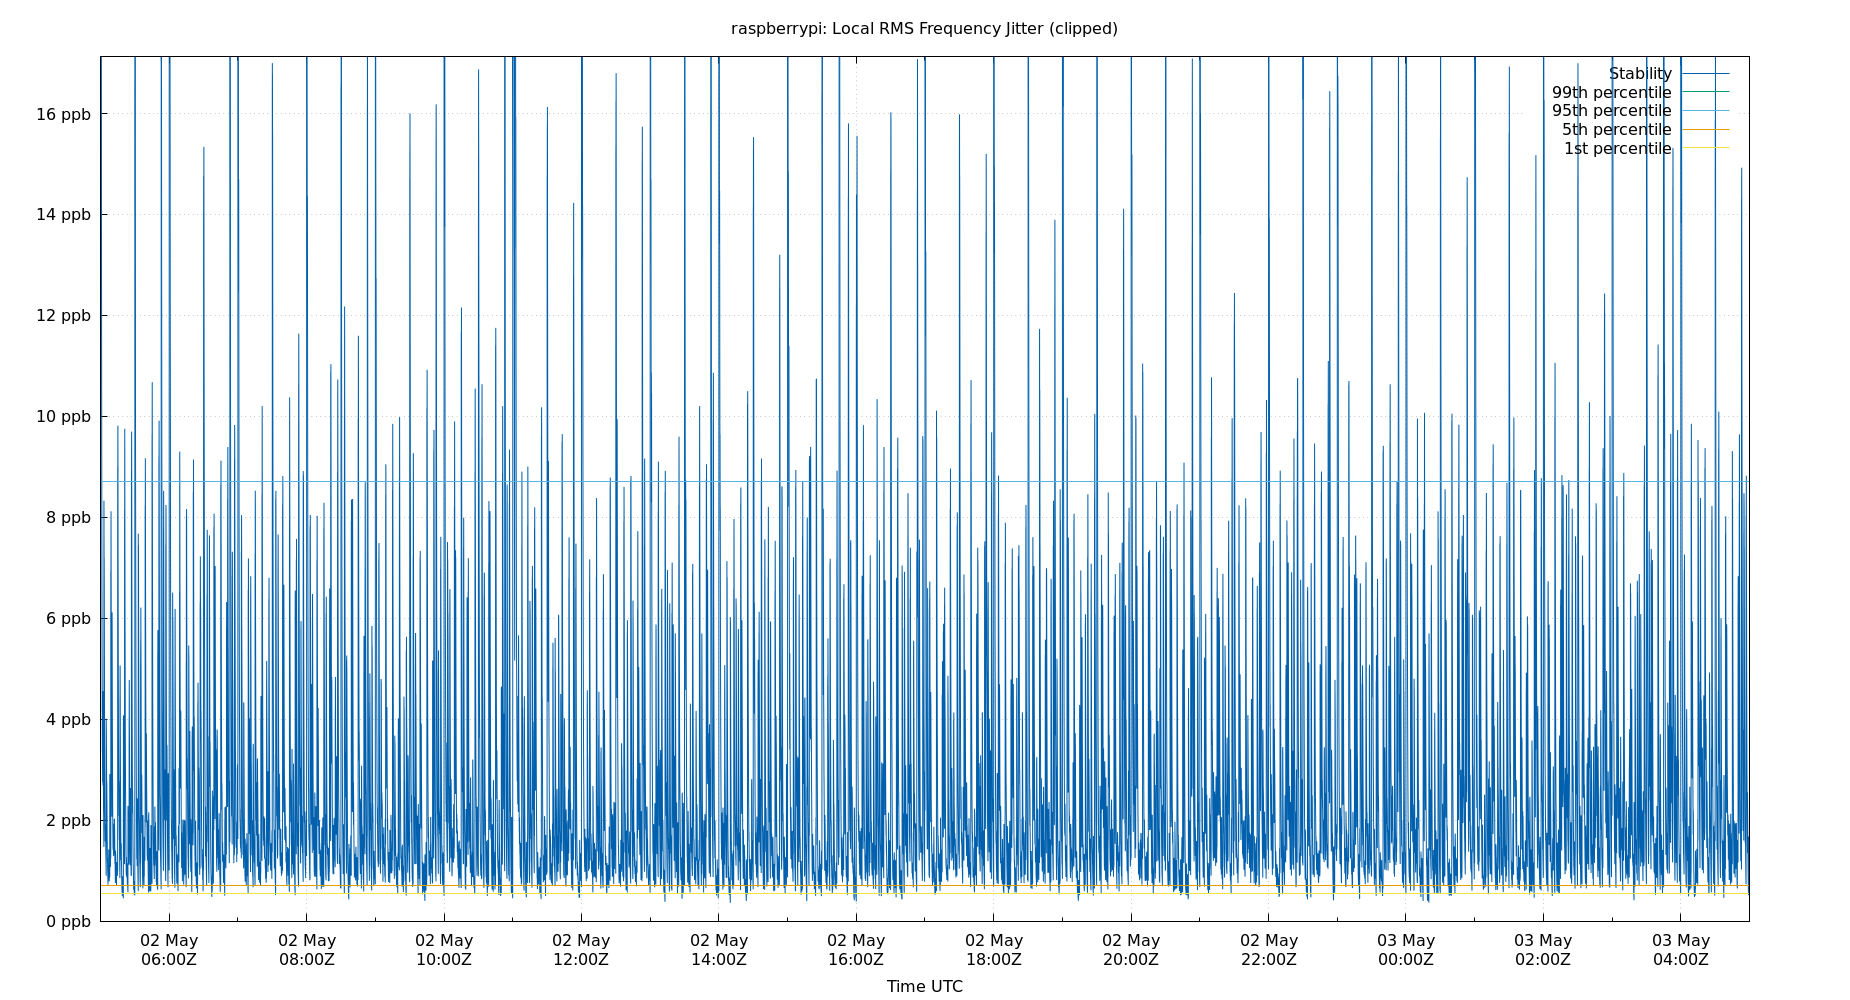 raspberrypi: Local RMS Frequency Jitter (clipped)
Stability
99th percentile
95th percentile
5th percentile
1st percentile
16 ppb
14 ppb
12 ppb
10 ppb
8 ppb
6 ppb
4 ppb
2 ppb
0 ppb
02 May 02 May 02 May 02 May 02 May 02 May 02 May 02 May 02 May 03 May 03 May 03 May
06:00Z 08:00Z 10:00Z 12:00Z 14:00Z 16:00Z 18:00Z 20:00Z 22:00Z 00:00Z 02:00Z 04:00Z
Time UTC